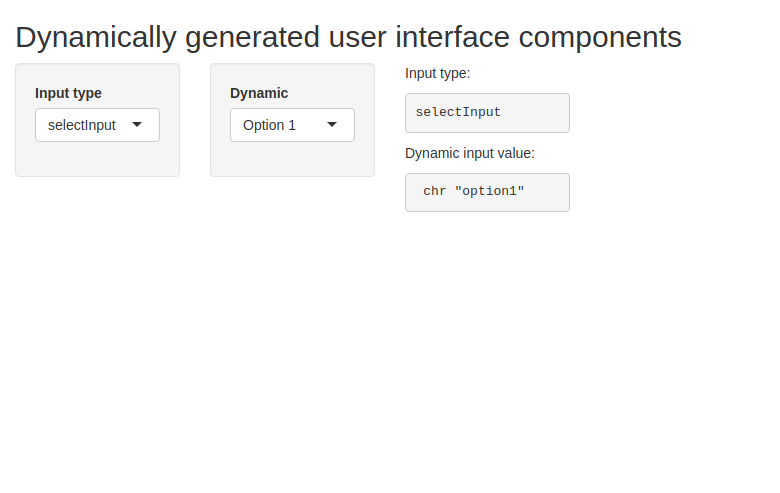 Dynamically generated user interface components
Input type
selectInput
Dynamic
Option 1
Input type:
selectInput
Dynamic input value:
chr "option1"